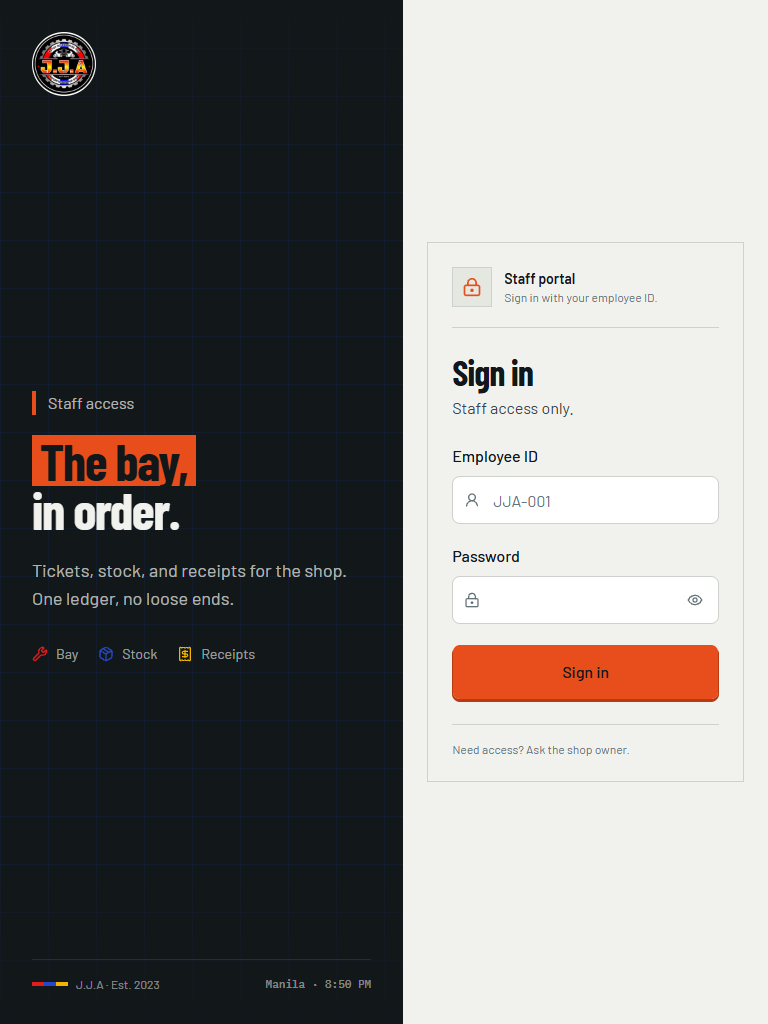 J.J.A
Staff access
The bay,
in order.
Tickets, stock, and receipts for the shop.
One ledger, no loose ends.
Bay
Stock
Receipts
J.J.A · Est. 2023
Manila · 8:50 PM
Staff portal
Sign in with your employee ID.
Sign in
Staff access only.
Employee ID
JJA-001
Password
Sign in
Need access? Ask the shop owner.